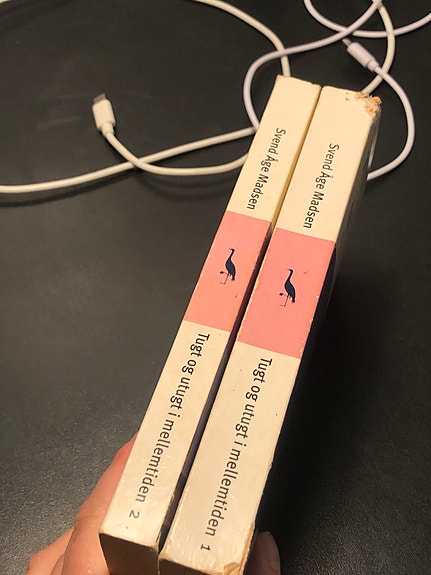 Svend Åge Madsen
Tugt og utugt i mellemtiden 2
Svend Åge Madsen
Tugt og utugt i mellemtiden 1